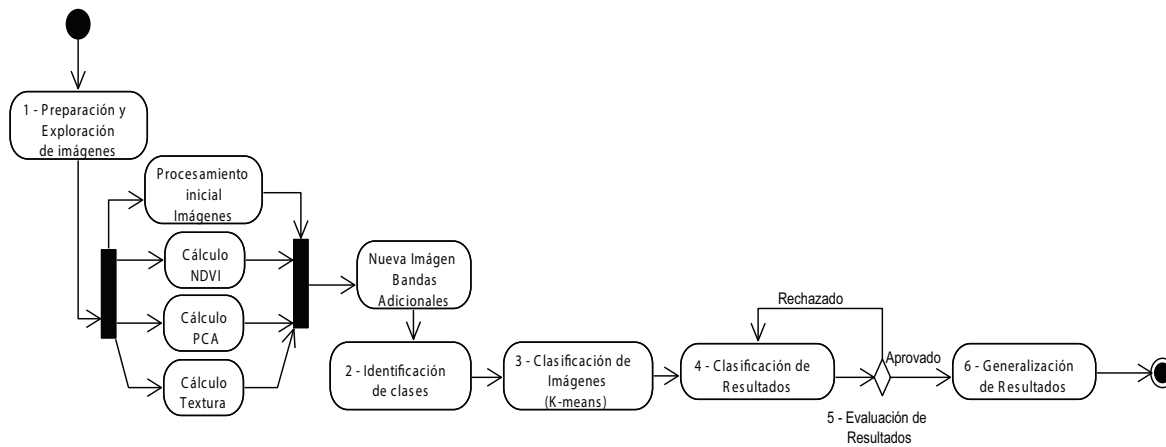 1 - Preparación y
Exploración
de imágenes
Procesamiento
inicial
Imágenes
Cálculo
NDVI
Cálculo
PCA
Cálculo
Textura
Nueva Imágen
Bandas
Adicionales
2 - Identificación
de clases
3 - Clasificación de
Imágenes
(K-means)
4 - Clasificación de
Resultados
Rechazado
Aprovado
5 - Evaluación de
Resultados
6 - Generalización
de Resultados